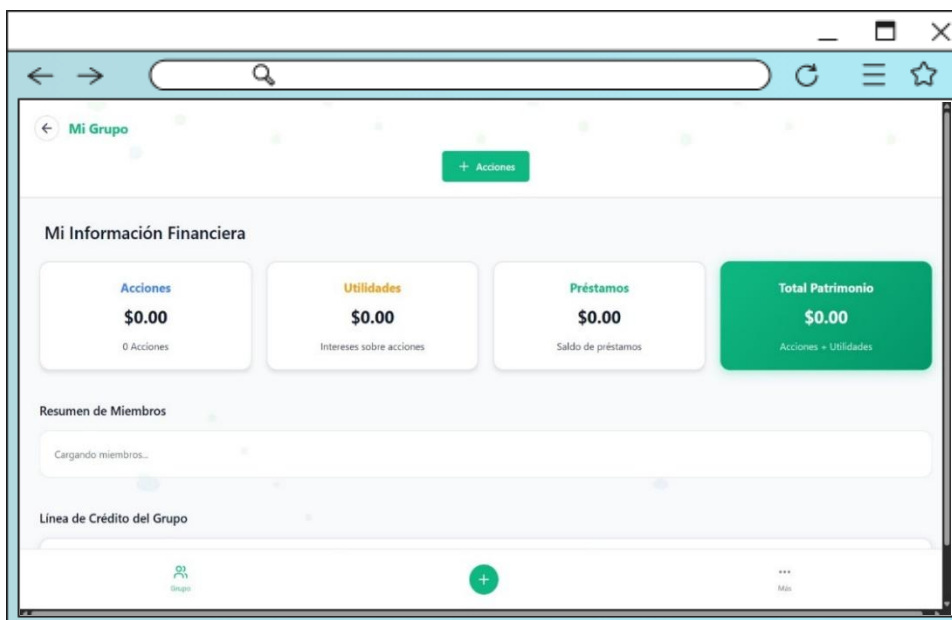 Mi Grupo
+ Acciones
Mi Información Financiera
Acciones
$0.00
0 Acciones
Utilidades
$0.00
Intereses sobre acciones
Préstamos
$0.00
Saldo de préstamos
Total Patrimonio
$0.00
Acciones + Utilidades
Resumen de Miembros
Cargando miembros...
Línea de Crédito del Grupo
Grupo
Más